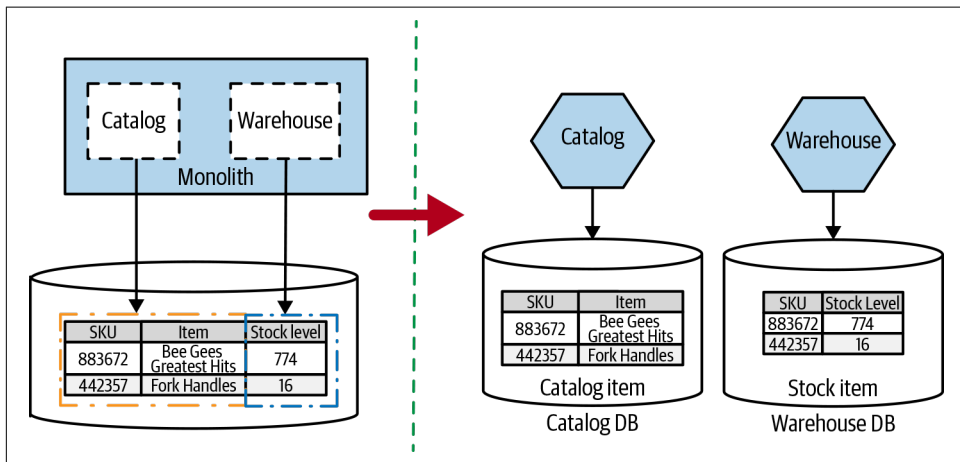 Catalog
Warehouse
Monolith
SKU Item Stock level
883672 Bee Gees Greatest Hits 774
442357 Fork Handles 16
Catalog
SKU Item
883672 Bee Gees Greatest Hits
442357 Fork Handles
Catalog item
Catalog DB
Warehouse
SKU Stock Level
883672 774
442357 16
Stock item
Warehouse DB